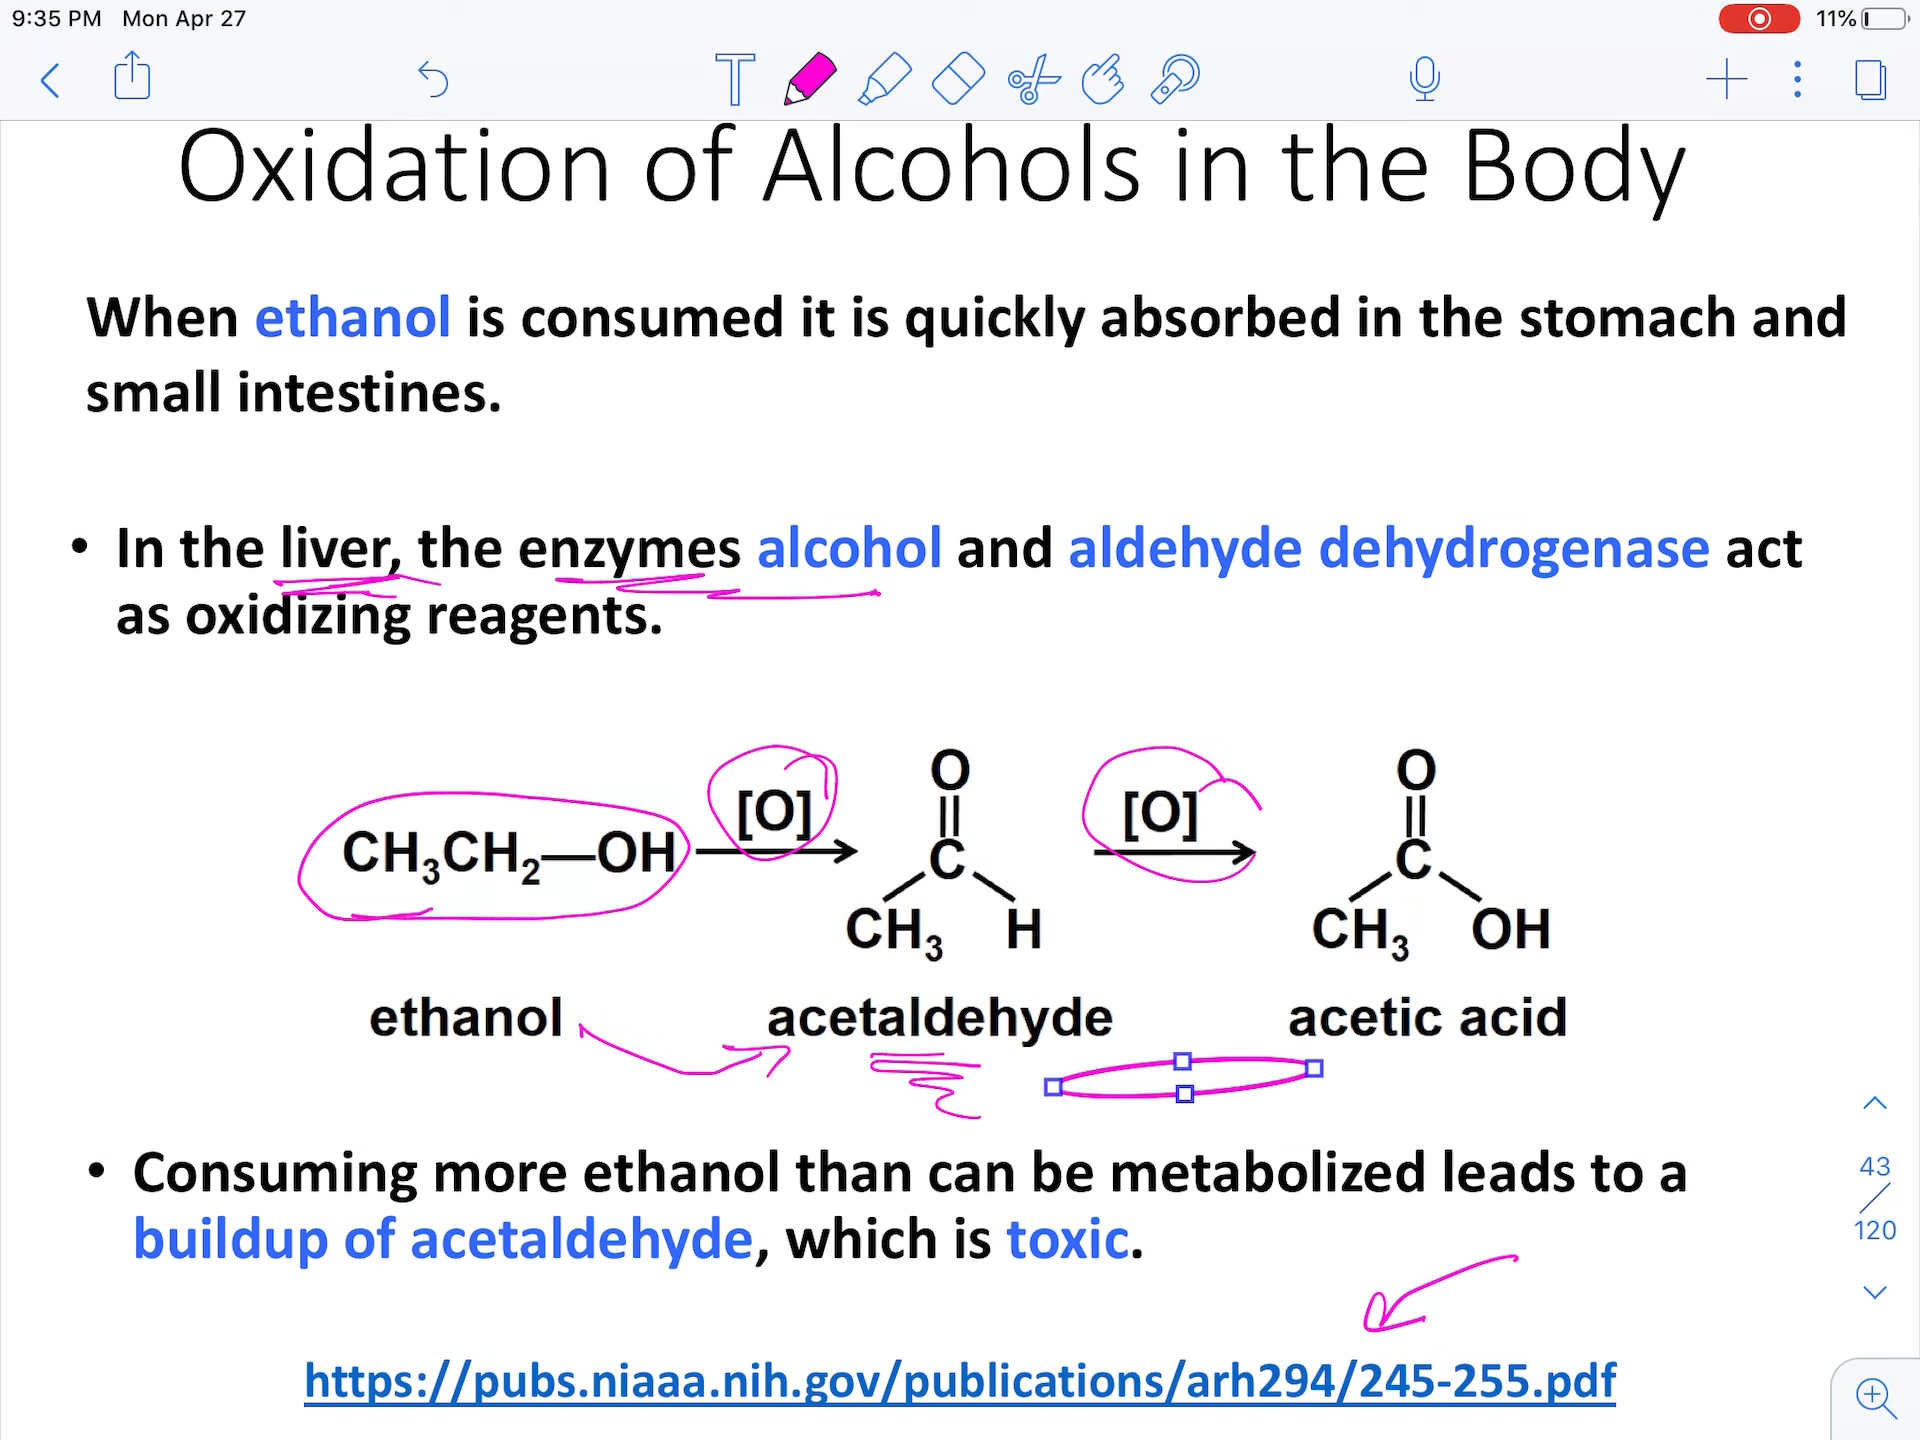 9:35 PM Mon Apr 27
11%
T
Oxidation of Alcohols in the Body
When ethanol is consumed it is quickly absorbed in the stomach and
small intestines.
• In the liver, the enzymes alcohol and aldehyde dehydrogenase act
as oxidizing reagents.
CH₃CH₂—OH
[O]
O
C
CH₃ H
[O]
O
C
CH₃ OH
ethanol acetaldehyde acetic acid
• Consuming more ethanol than can be metabolized leads to a
buildup of acetaldehyde, which is toxic.
43
/
120
https://pubs.niaaa.nih.gov/publications/arh294/245-255.pdf